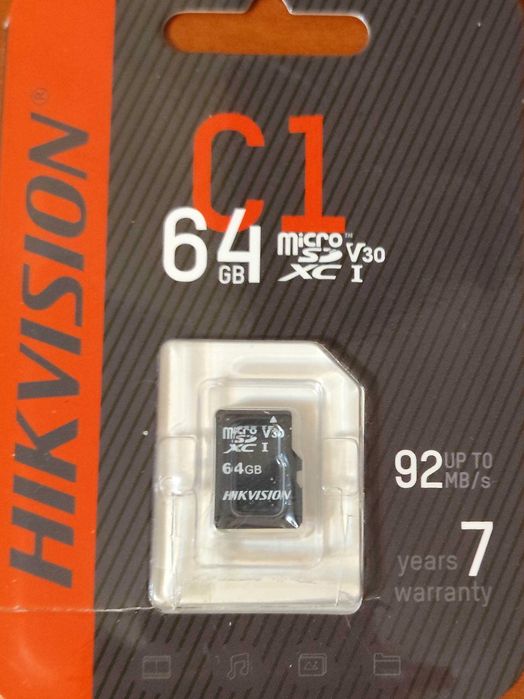 HIKVISION®
C1
64 GB
micro SD XC™ I V30
micro SD XC I V30
64GB
HIKVISION
92 UP TO MB/s
7 years warranty